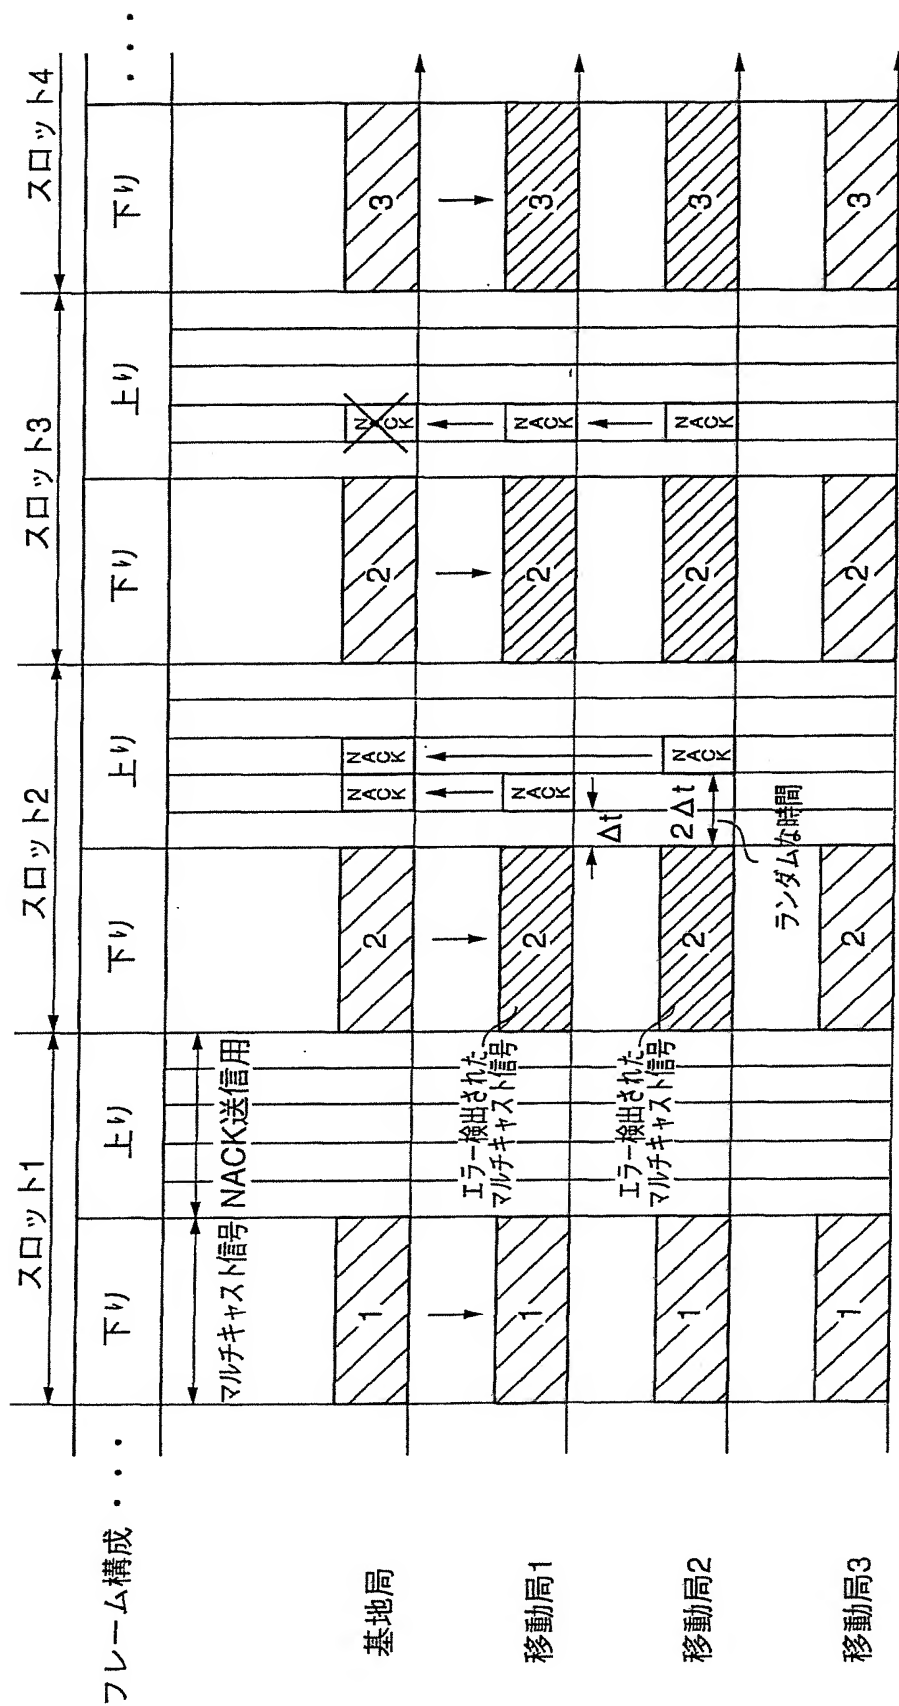 スロット1
スロット2
スロット3
スロット4
フレーム構成 ・・・
下り
上り
下り
上り
下り
上り
下り
・・・
マルチキャスト信号
NACK送信用
基地局
1
2
NACK
NACK
2
NACK
3
移動局1
1
エラー検出された
マルチキャスト信号
2
NACK
Δt
2
NACK
3
移動局2
1
エラー検出された
マルチキャスト信号
2
2Δt
NACK
2
NACK
3
ランダムな時間
移動局3
1
2
2
3